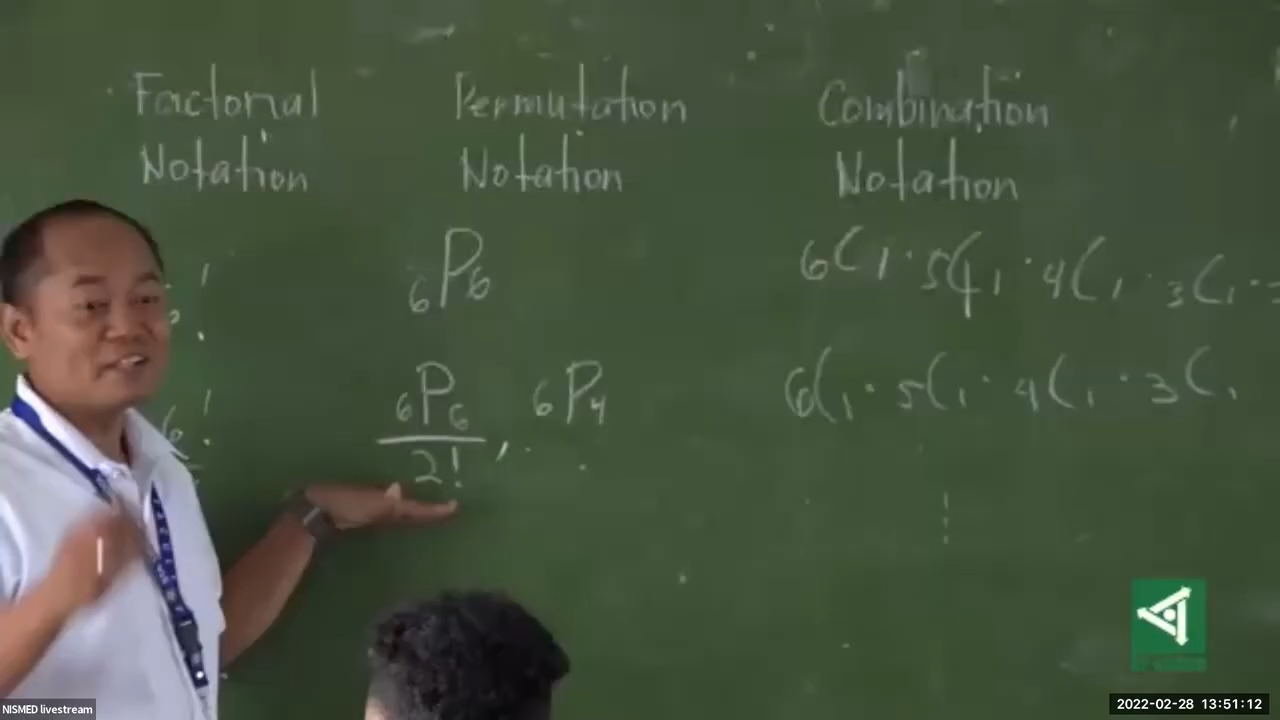 Factorial Permutation Combination
Notation Notation Notation
! 6P6 6C1 · 5C1 · 4C1 · 3C1 ·
6! 6P6 , 6P4 6C1 · 5C1 · 4C1 · 3C1
2!
NISMED livestream
2022-02-28 13:51:12